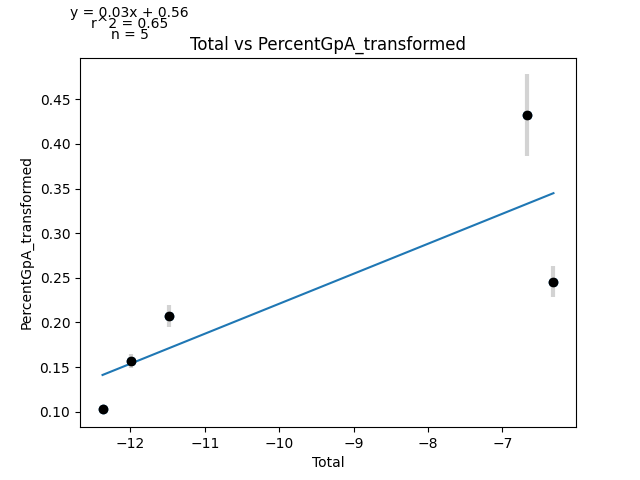 y = 0.03x + 0.56
r^2 = 0.65
n = 5
Total vs PercentGpA_transformed
PercentGpA_transformed
0.45
0.40
0.35
0.30
0.25
0.20
0.15
0.10
−12
−11
−10
−9
−8
−7
Total